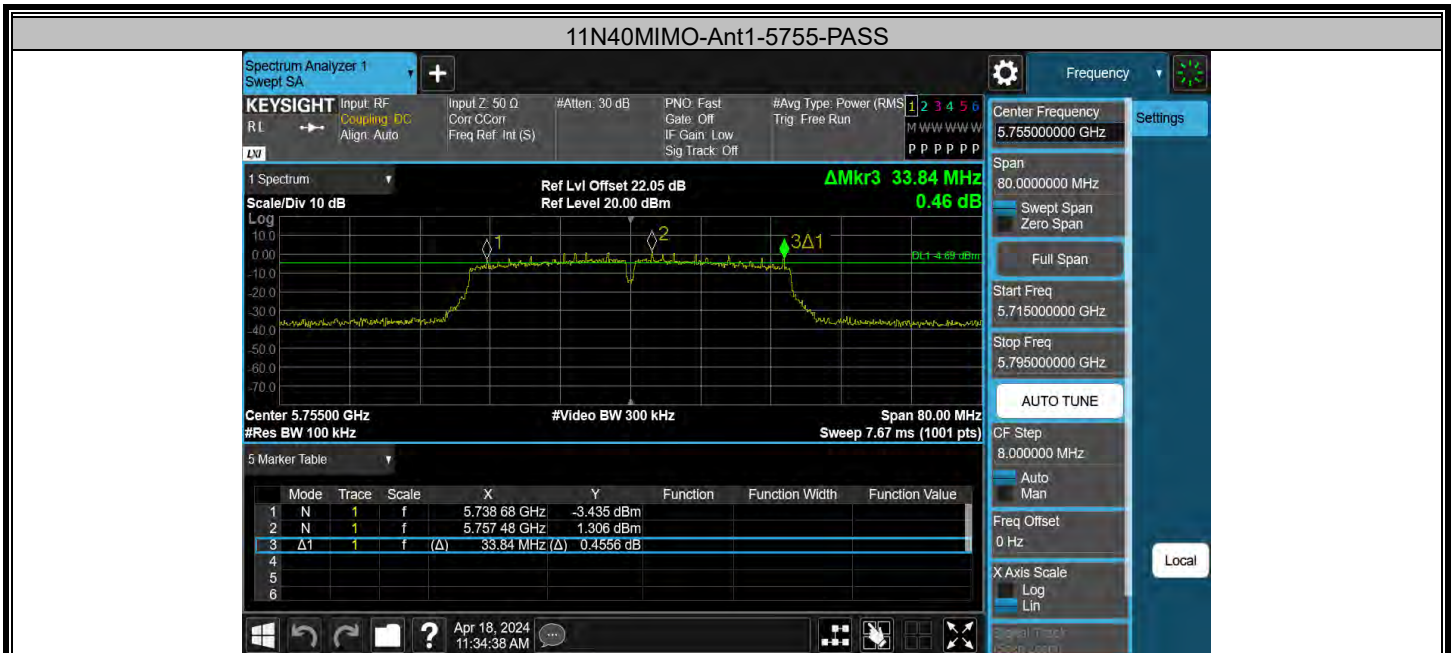 11N40MIMO-Ant1-5755-PASS
Spectrum Analyzer 1
Swept SA
+
Frequency
KEYSIGHT
RL
LXI
Input: RF
Coupling: DC
Align: Auto
Input Z: 50 Ω
Corr CCorr
Freq Ref: Int (S)
#Atten: 30 dB
PNO: Fast
Gate: Off
IF Gain: Low
Sig Track: Off
#Avg Type: Power (RMS
Trig: Free Run
1 2 3 4 5 6
M W W W W W
P P P P P P
Center Frequency
5.755000000 GHz
Settings
Span
80.0000000 MHz
Swept Span
Zero Span
Full Span
Start Freq
5.715000000 GHz
Stop Freq
5.795000000 GHz
AUTO TUNE
CF Step
8.000000 MHz
Auto
Man
Freq Offset
0 Hz
X Axis Scale
Log
Lin
Local
1 Spectrum
Scale/Div 10 dB
Ref Lvl Offset 22.05 dB
Ref Level 20.00 dBm
ΔMkr3 33.84 MHz
0.46 dB
Log
10.0
0.00
-10.0
-20.0
-30.0
-40.0
-50.0
-60.0
-70.0
1
2
3Δ1
DL1 -4.69 dBm
Center 5.75500 GHz
#Video BW 300 kHz
Span 80.00 MHz
#Res BW 100 kHz
Sweep 7.67 ms (1001 pts)
5 Marker Table
Mode Trace Scale X Y Function Function Width Function Value
1 N 1 f 5.738 68 GHz -3.435 dBm
2 N 1 f 5.757 48 GHz 1.306 dBm
3 Δ1 1 f (Δ) 33.84 MHz (Δ) 0.4556 dB
4
5
6
?
Apr 18, 2024
11:34:38 AM